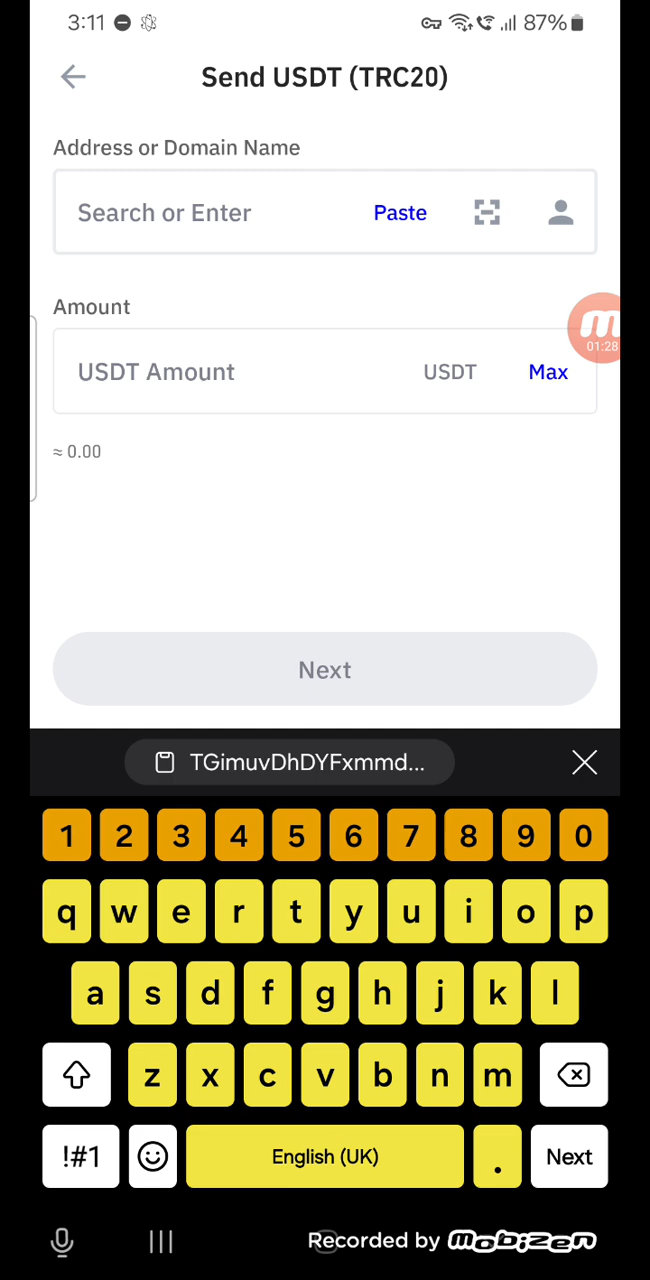 3:11 87%
Send USDT (TRC20)
Address or Domain Name
Search or Enter Paste
Amount
01:28
USDT Amount USDT Max
≈ 0.00
Next
TGimuvDhDYFxmmd...
1 2 3 4 5 6 7 8 9 0
q w e r t y u i o p
a s d f g h j k l
z x c v b n m
!#1 English (UK) . Next
Recorded by mobizen